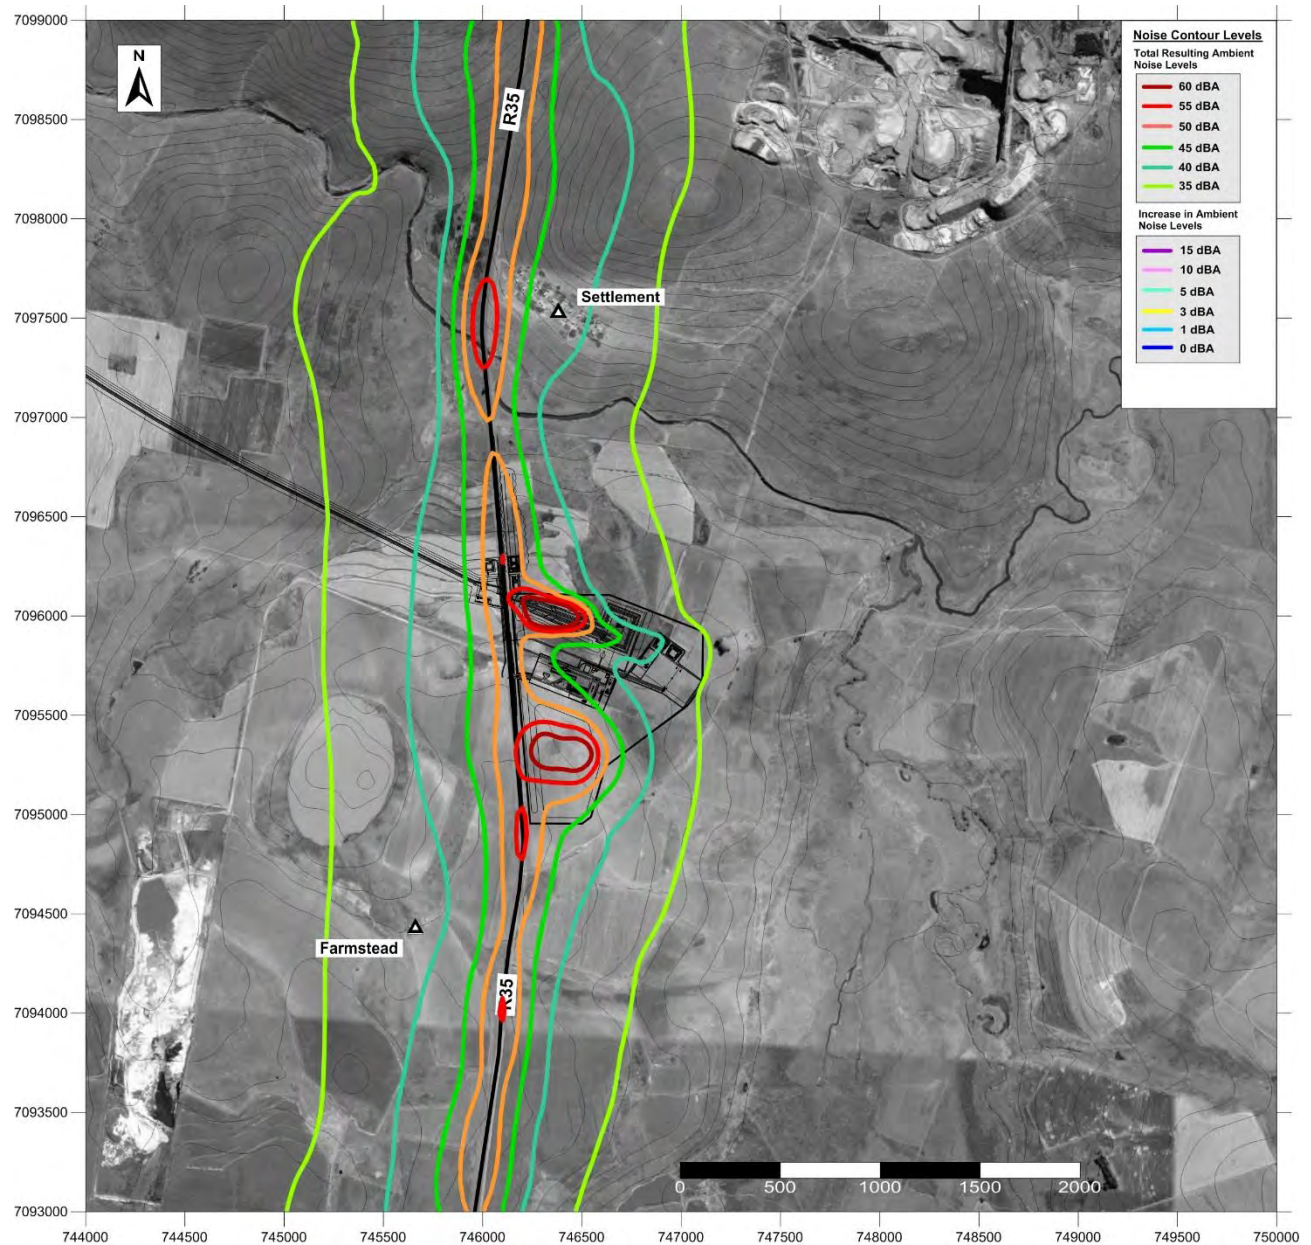 7099000
7098500
7098000
7097500
7097000
7096500
7096000
7095500
7095000
7094500
7094000
7093500
7093000
N
R35
Settlement
Farmstead
R35
Noise Contour Levels
Total Resulting Ambient
Noise Levels
60 dBA
55 dBA
50 dBA
45 dBA
40 dBA
35 dBA
Increase in Ambient
Noise Levels
15 dBA
10 dBA
5 dBA
3 dBA
1 dBA
0 dBA
0 500 1000 1500 2000
744000 744500 745000 745500 746000 746500 747000 747500 748000 748500 749000 749500 750000